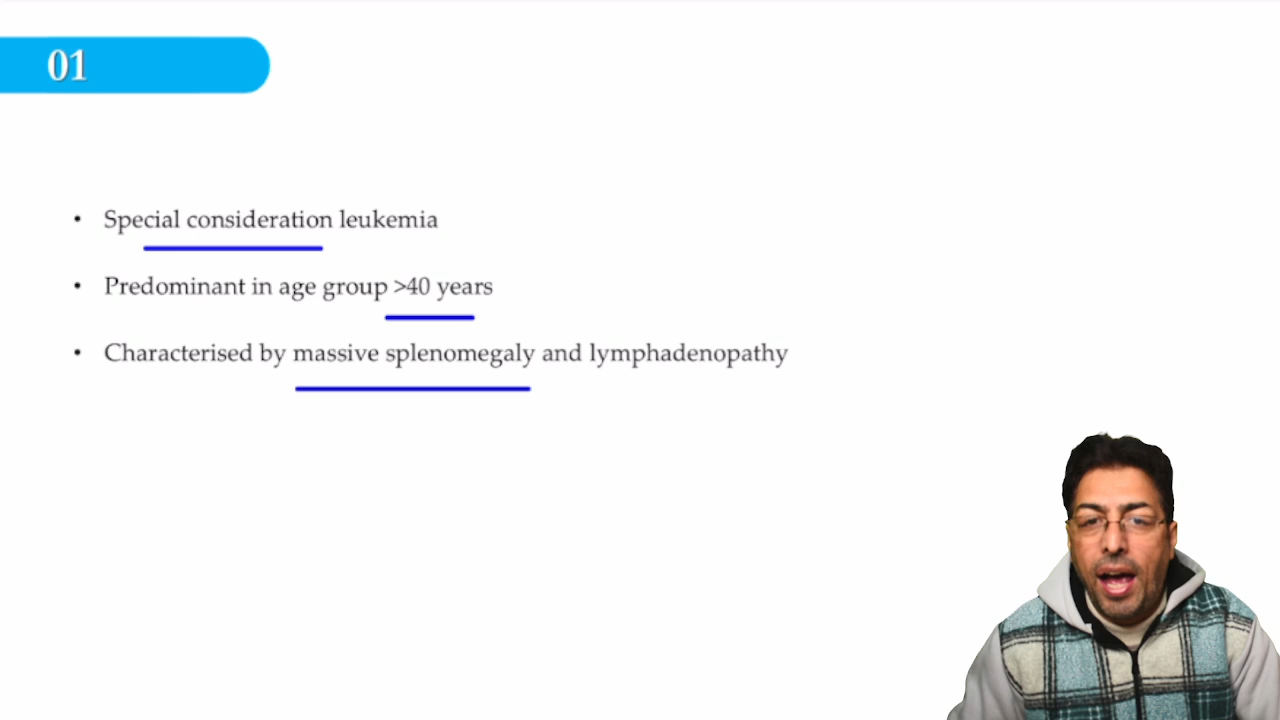 01
• Special consideration leukemia
• Predominant in age group >40 years
• Characterised by massive splenomegaly and lymphadenopathy